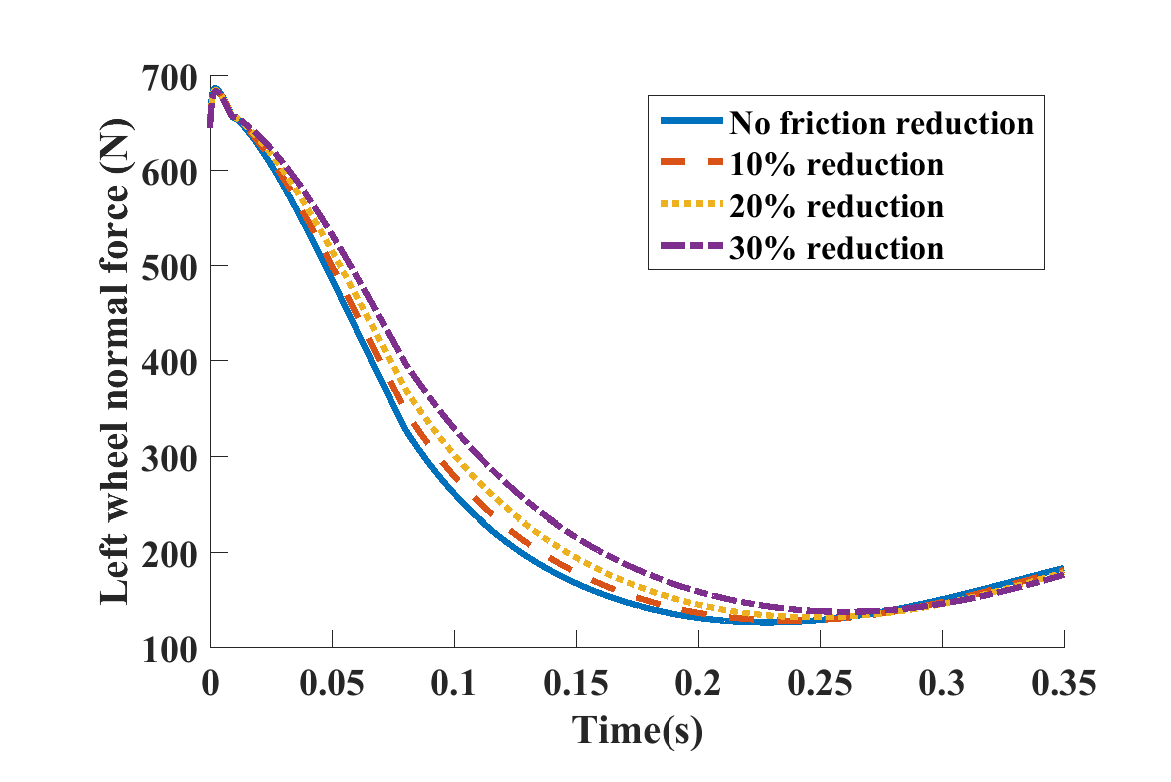 Left wheel normal force (N)
700
600
500
400
300
200
100
No friction reduction
10% reduction
20% reduction
30% reduction
0
0.05
0.1
0.15
0.2
0.25
0.3
0.35
Time(s)